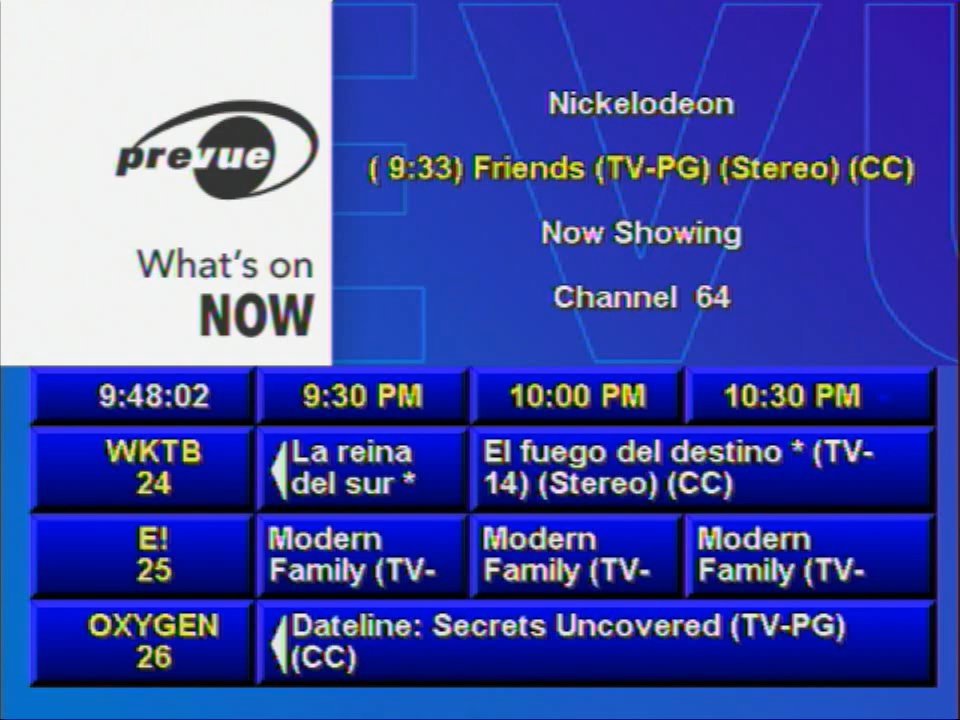 prevue
What's on
NOW
Nickelodeon
( 9:33) Friends (TV-PG) (Stereo) (CC)
Now Showing
Channel 64
9:48:02
9:30 PM
10:00 PM
10:30 PM
WKTB
24
La reina
del sur *
El fuego del destino * (TV-
14) (Stereo) (CC)
E!
25
Modern
Family (TV-
Modern
Family (TV-
Modern
Family (TV-
OXYGEN
26
Dateline: Secrets Uncovered (TV-PG)
(CC)